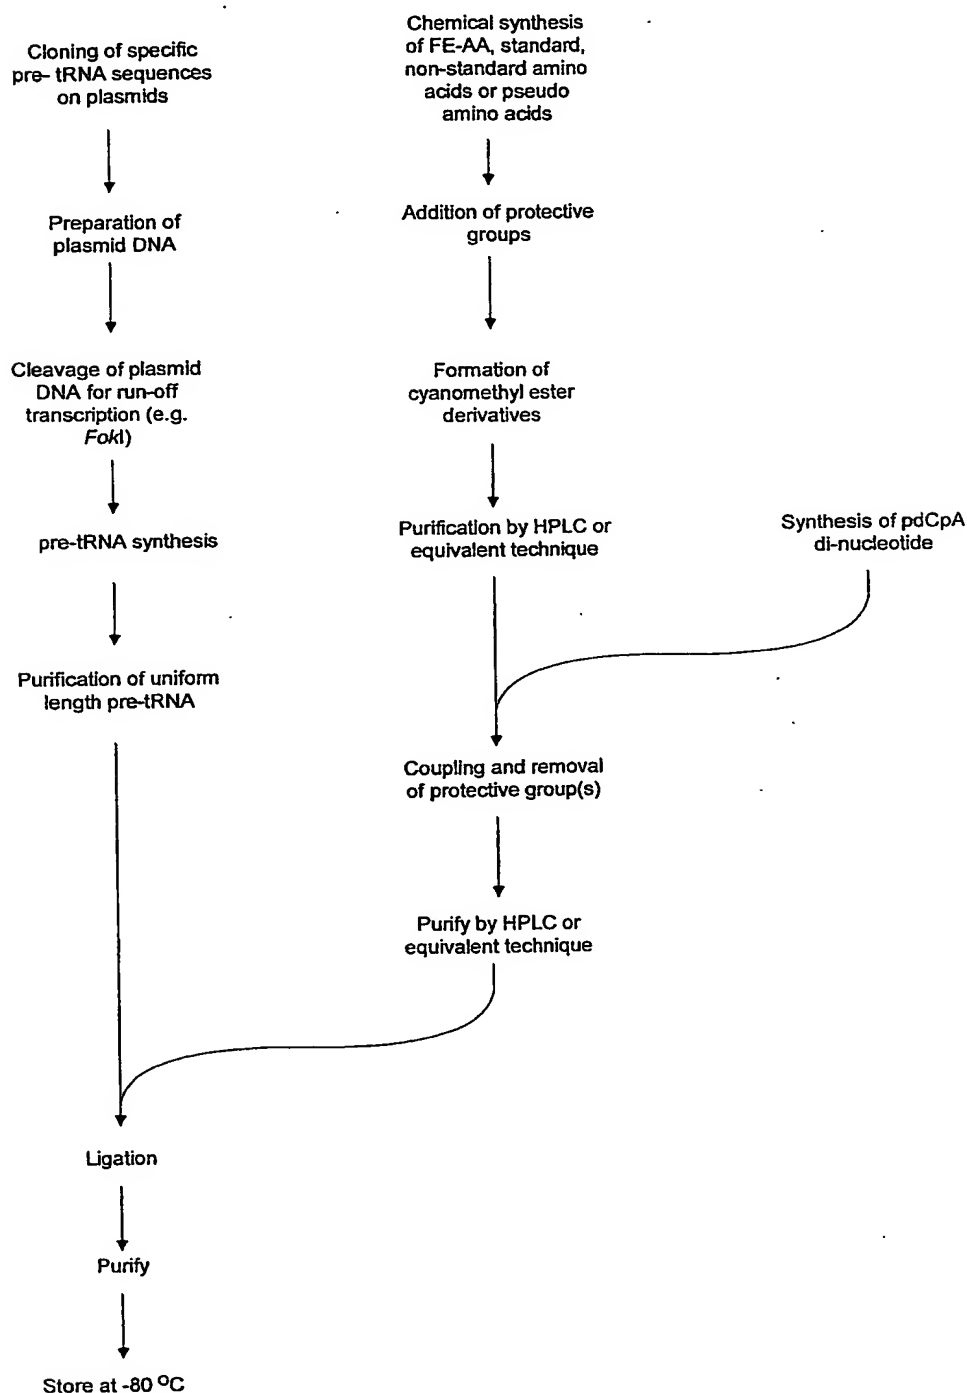 Cloning of specific
pre- tRNA sequences
on plasmids
Preparation of
plasmid DNA
Cleavage of plasmid
DNA for run-off
transcription (e.g.
FokI)
pre-tRNA synthesis
Purification of uniform
length pre-tRNA
Chemical synthesis
of FE-AA, standard,
non-standard amino
acids or pseudo
amino acids
Addition of protective
groups
Formation of
cyanomethyl ester
derivatives
Purification by HPLC or
equivalent technique
Synthesis of pdCpA
di-nucleotide
Coupling and removal
of protective group(s)
Purify by HPLC or
equivalent technique
Ligation
Purify
Store at -80 °C